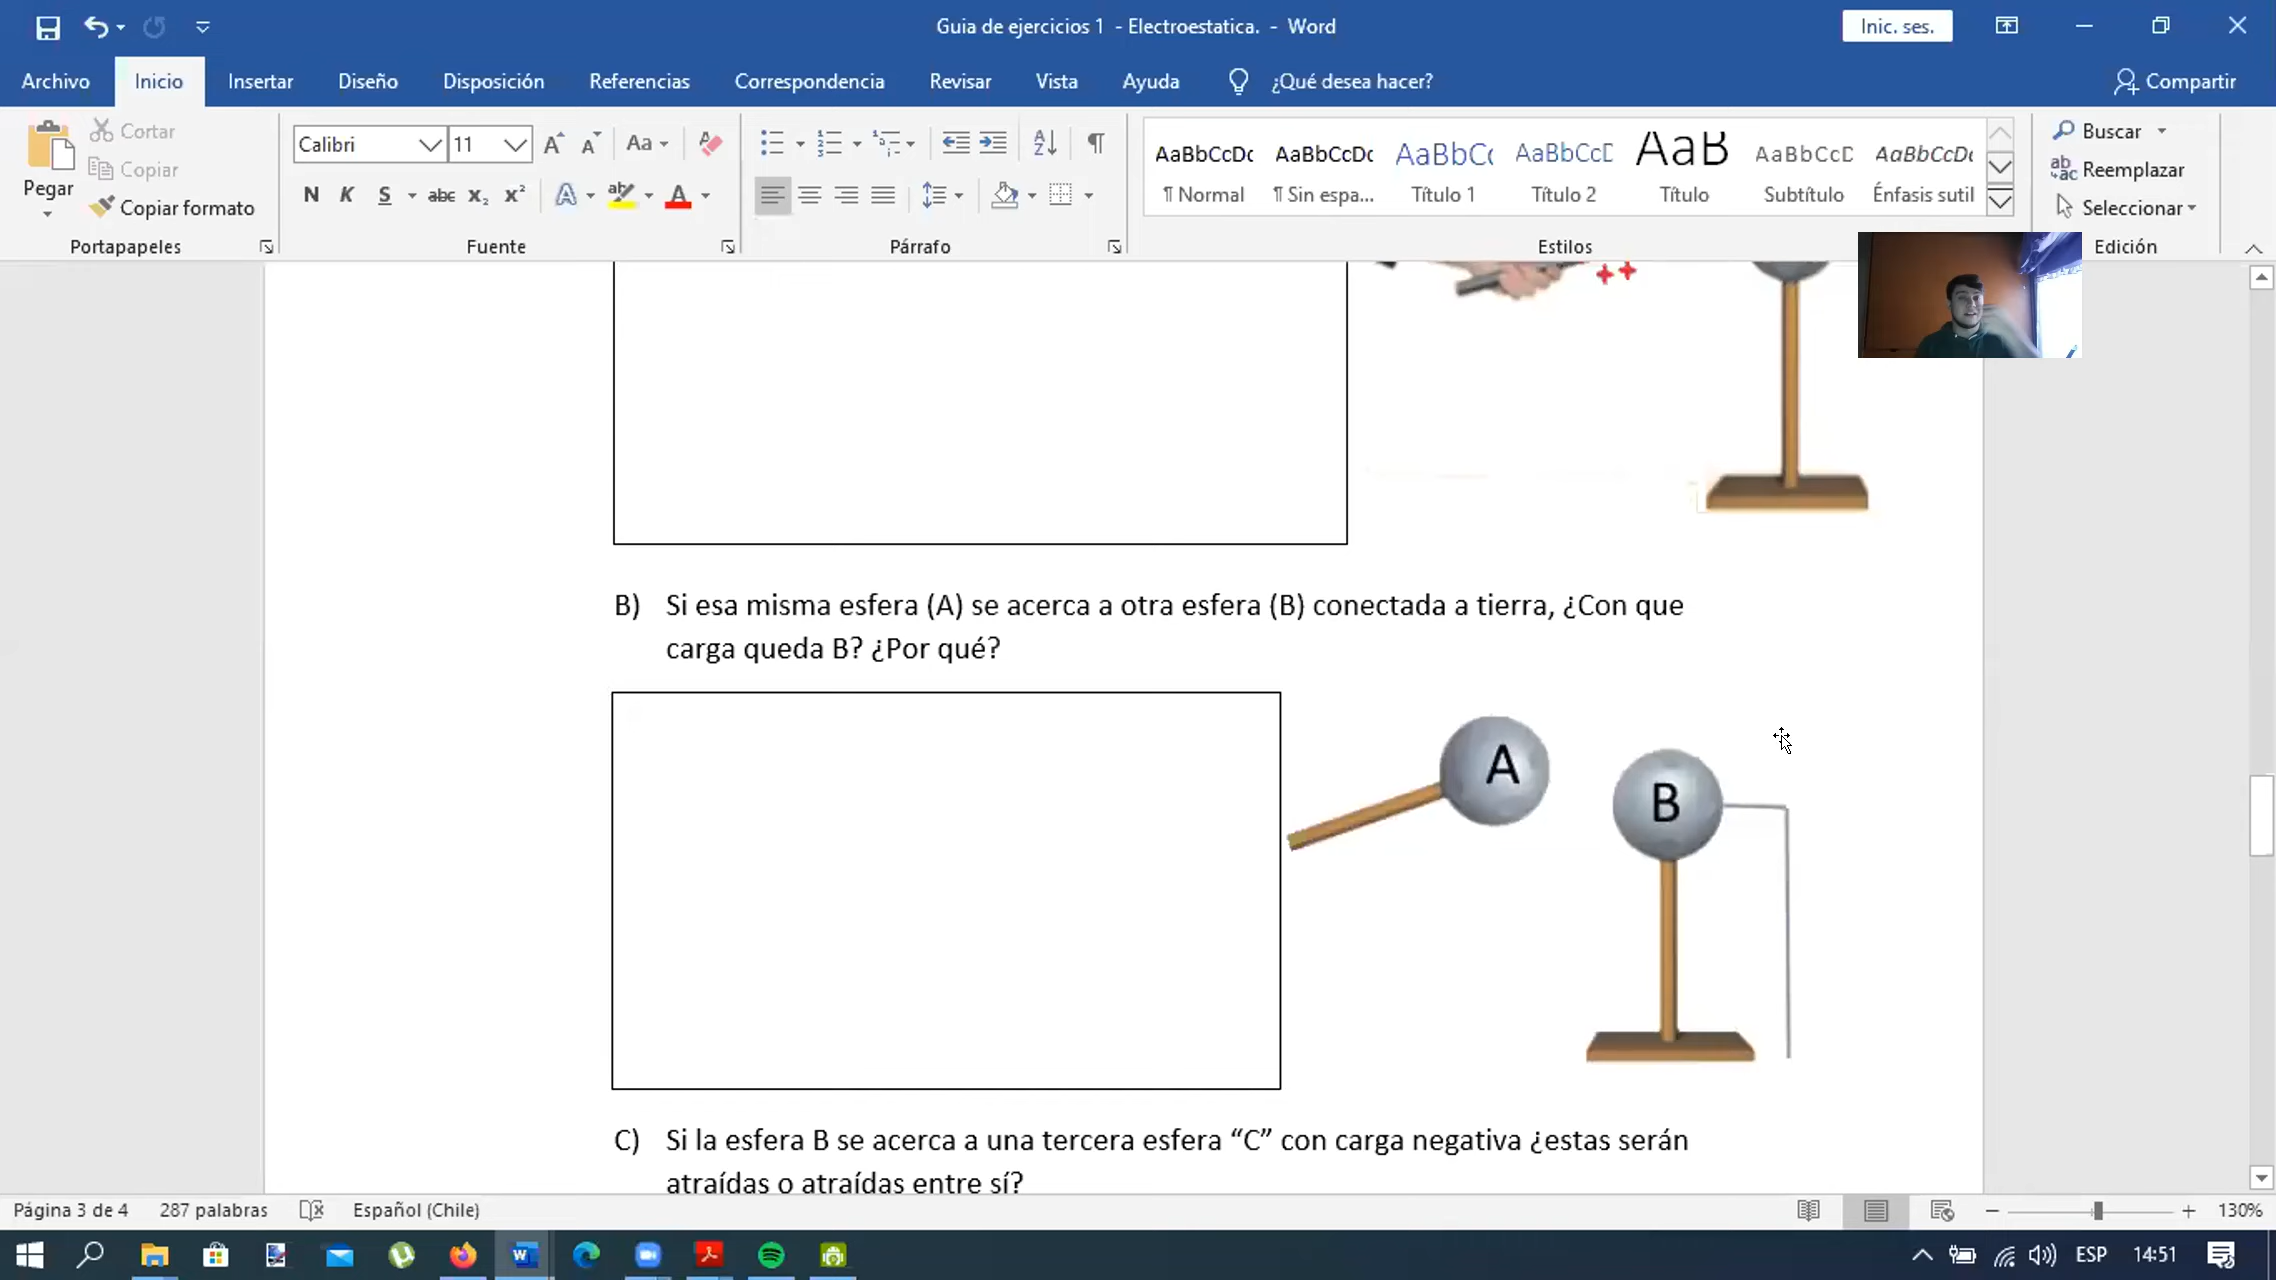 Guia de ejercicios 1 - Electroestatica. - Word
Inic. ses.
Archivo Inicio Insertar Diseño Disposición Referencias Correspondencia Revisar Vista Ayuda ¿Qué desea hacer? Compartir
Pegar
Cortar
Copiar
Copiar formato
Portapapeles
Calibri 11
Aa
N K S abc x₂ x²
Fuente
Párrafo
AaBbCcDc AaBbCcDc AaBbCc AaBbCcD AaB AaBbCcD AaBbCcDc
¶ Normal ¶ Sin espa... Título 1 Título 2 Título Subtítulo Énfasis sutil
Estilos
Buscar
Reemplazar
Seleccionar
Edición
B) Si esa misma esfera (A) se acerca a otra esfera (B) conectada a tierra, ¿Con que
carga queda B? ¿Por qué?
A
B
C) Si la esfera B se acerca a una tercera esfera “C” con carga negativa ¿estas serán
atraídas o atraídas entre sí?
Página 3 de 4 287 palabras Español (Chile) 130%
ESP 14:51